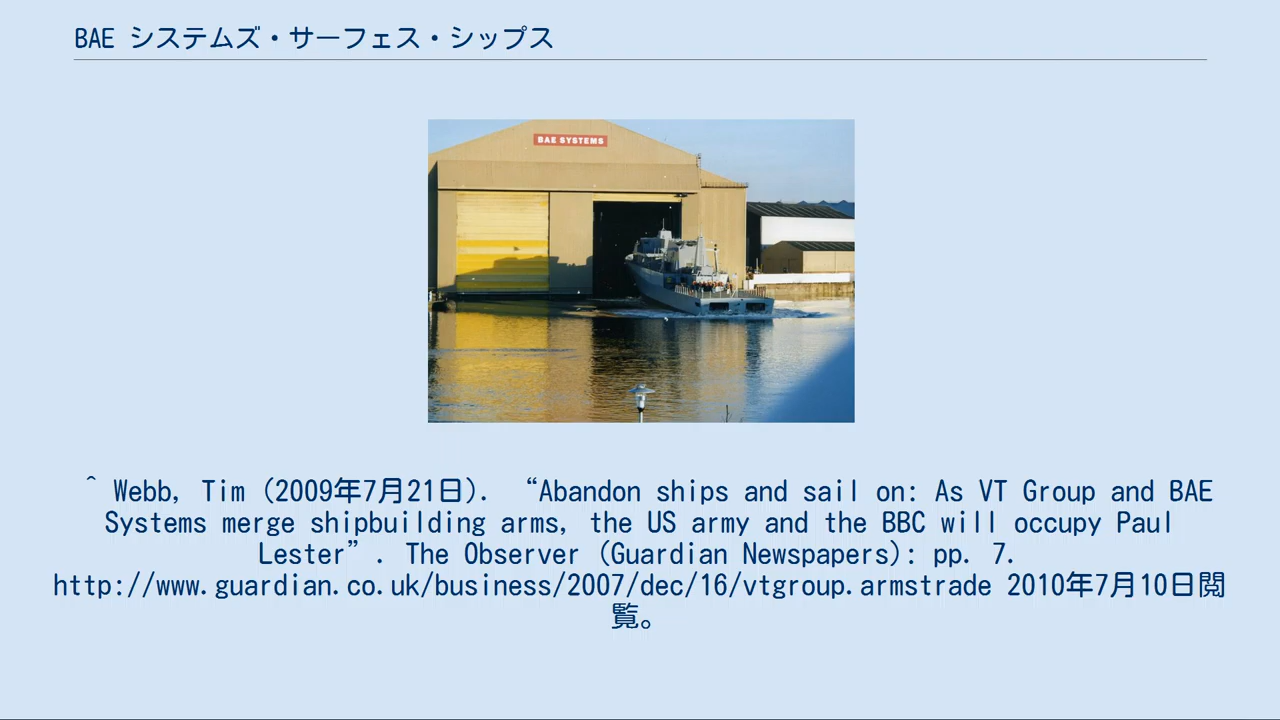 BAE システムズ・サーフェス・シップス
BAE SYSTEMS
^ Webb, Tim (2009年7月21日). “Abandon ships and sail on: As VT Group and BAE
Systems merge shipbuilding arms, the US army and the BBC will occupy Paul
Lester”. The Observer (Guardian Newspapers): pp. 7.
http://www.guardian.co.uk/business/2007/dec/16/vtgroup.armstrade 2010年7月10日閲
覧。